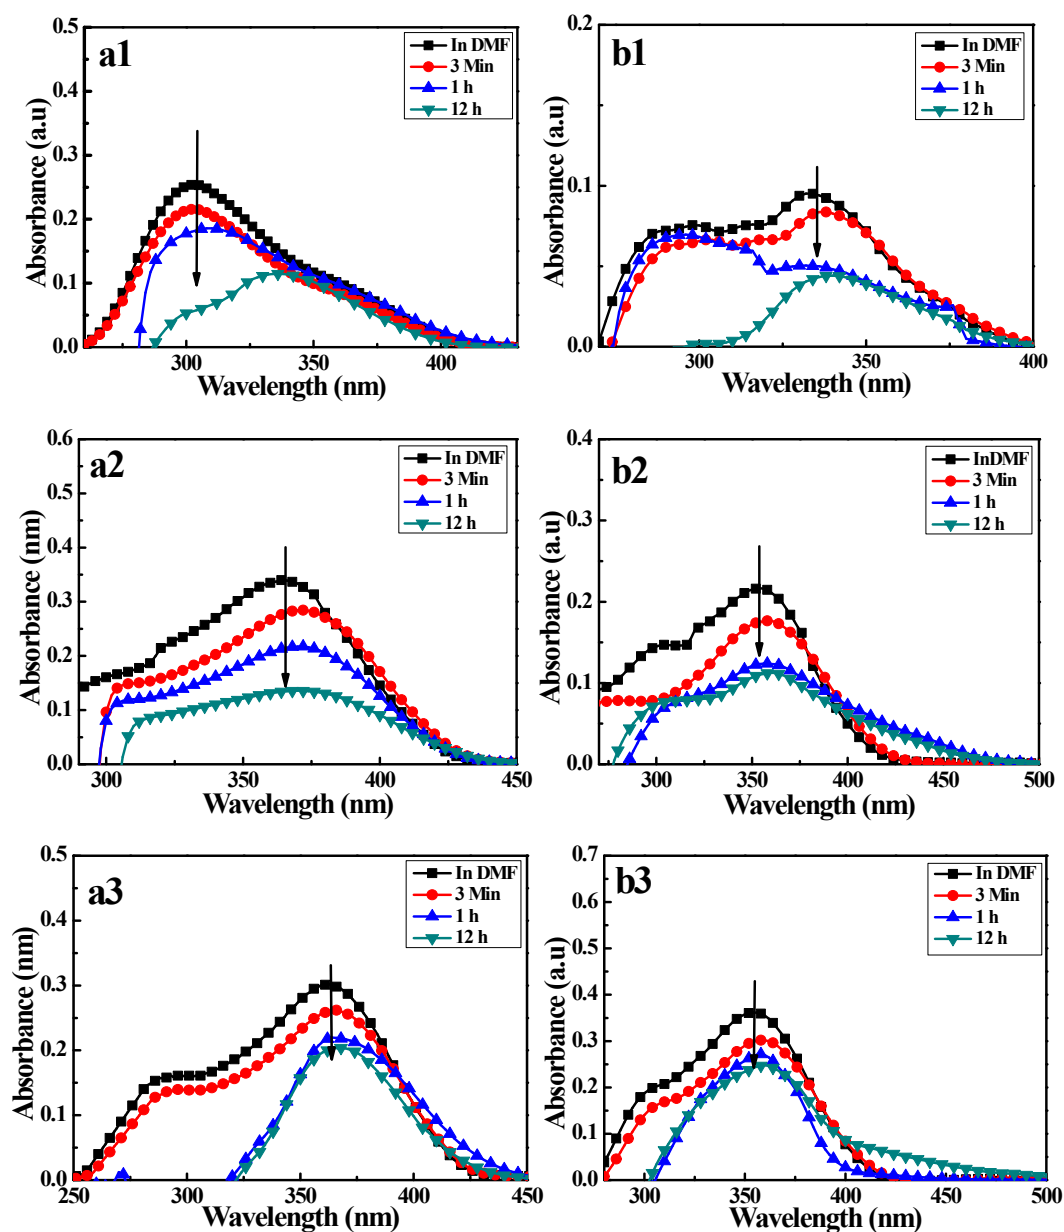 a1
In DMF
3 Min
1 h
12 h
0.5
0.4
0.3
0.2
0.1
0.0
Absorbance (a.u)
300 350 400
Wavelength (nm)
b1
In DMF
3 Min
1 h
12 h
0.2
0.1
0.0
Absorbance (a.u)
300 350 400
Wavelength (nm)
a2
In DMF
3 Min
1 h
12 h
0.6
0.5
0.4
0.3
0.2
0.1
0.0
Absorbance (nm)
300 350 400 450
Wavelength (nm)
b2
InDMF
3 Min
1 h
12 h
0.4
0.3
0.2
0.1
0.0
Absorbance (a.u)
300 350 400 450 500
Wavelength (nm)
a3
In DMF
3 Min
1 h
12 h
0.5
0.4
0.3
0.2
0.1
0.0
Absorbance (nm)
250 300 350 400 450
Wavelength (nm)
b3
In DMF
3 Min
1 h
12 h
0.7
0.6
0.5
0.4
0.3
0.2
0.1
0.0
Absorbance (a.u)
300 350 400 450 500
Wavelength (nm)